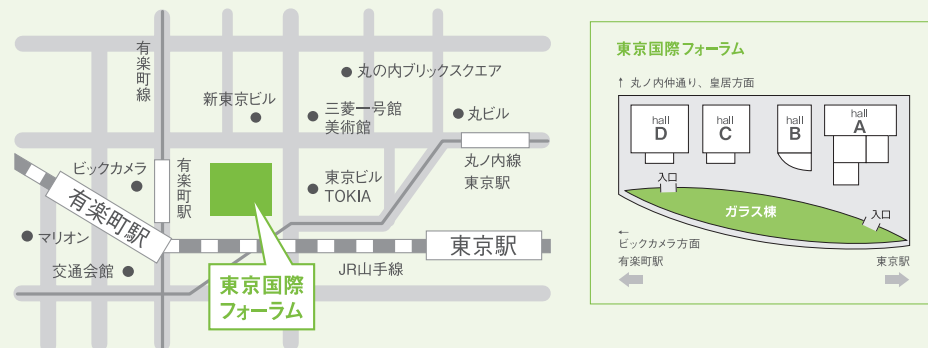 有楽町線
丸の内ブリックスクエア
新東京ビル
三菱一号館
美術館
丸ビル
丸ノ内線
東京駅
ビックカメラ
有楽町駅
東京ビル
TOKIA
有楽町駅
マリオン
東京駅
JR山手線
交通会館
東京国際
フォーラム
東京国際フォーラム
↑ 丸ノ内仲通り、皇居方面
hall
D
hall
C
hall
B
hall
A
入口
ガラス棟
入口
←
ビックカメラ方面
有楽町駅
東京駅